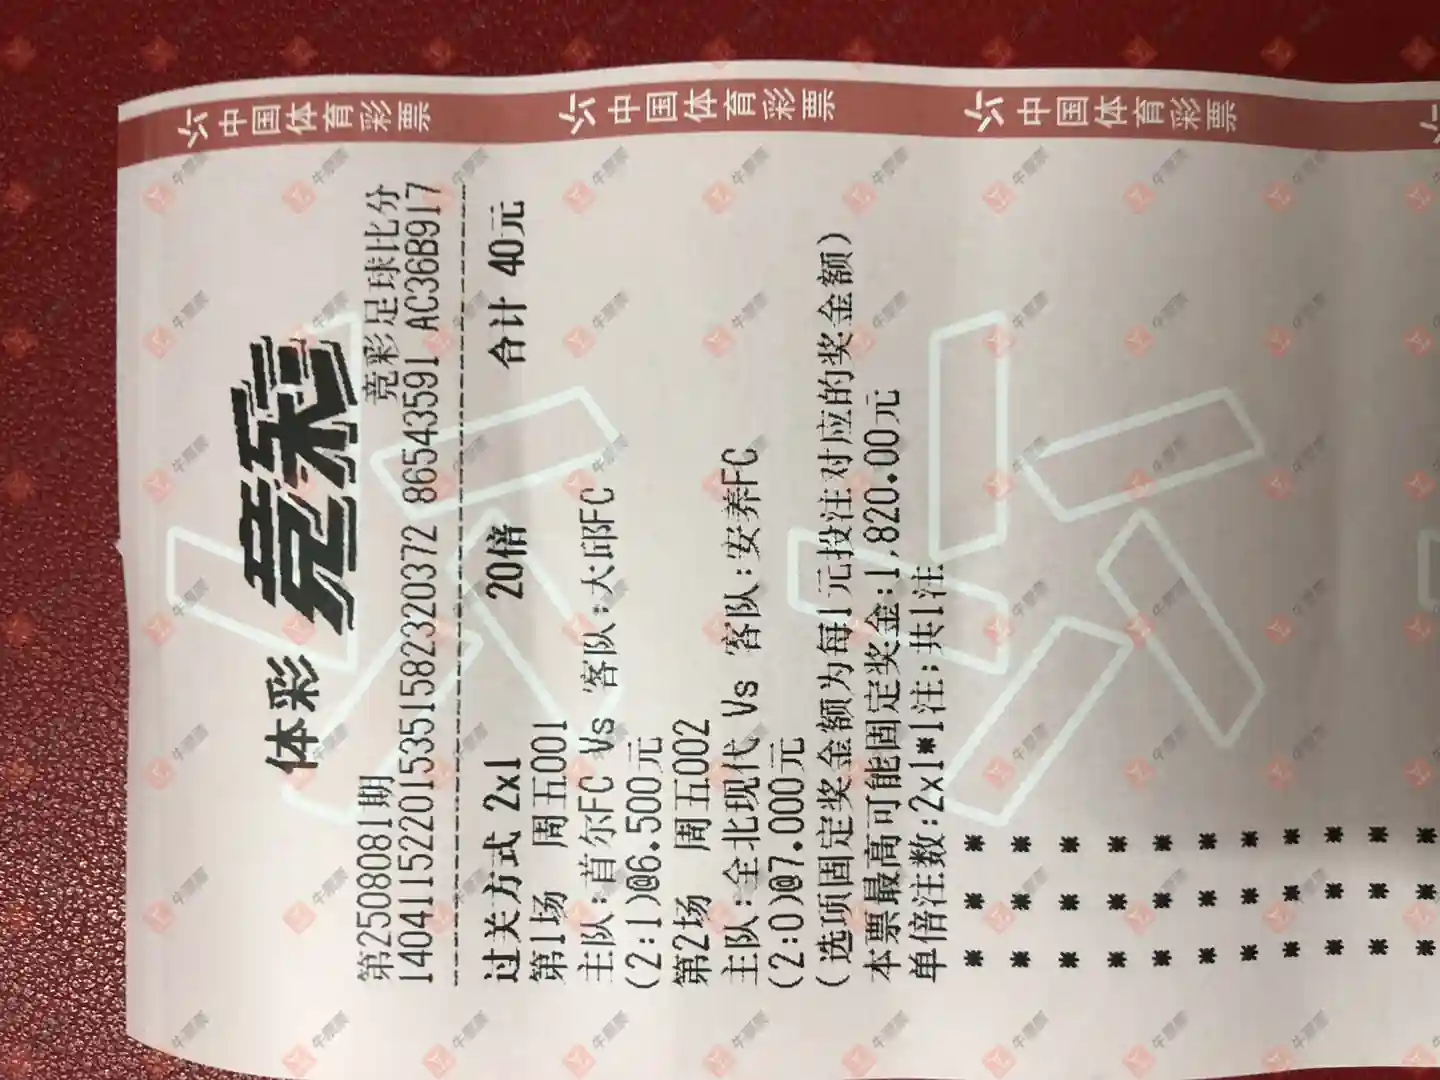 中国体育彩票 中国体育彩票 中国体育彩票
体彩 竞彩
第2508081期 竞彩足球比分
140411522015351582320372 86543591 AC36B917
过关方式 2x1 20倍 合计 40元
第1场 周五001
主队:首尔FC Vs 客队:大邱FC
(2:1)@6.500元
第2场 周五002
主队:全北现代 Vs 客队:安养FC
(2:0)@7.000元
(选项固定奖金额为每1元投注对应的奖金额)
本票最高可能固定奖金:1,820.00元
单倍注数:2x1*1注;共1注